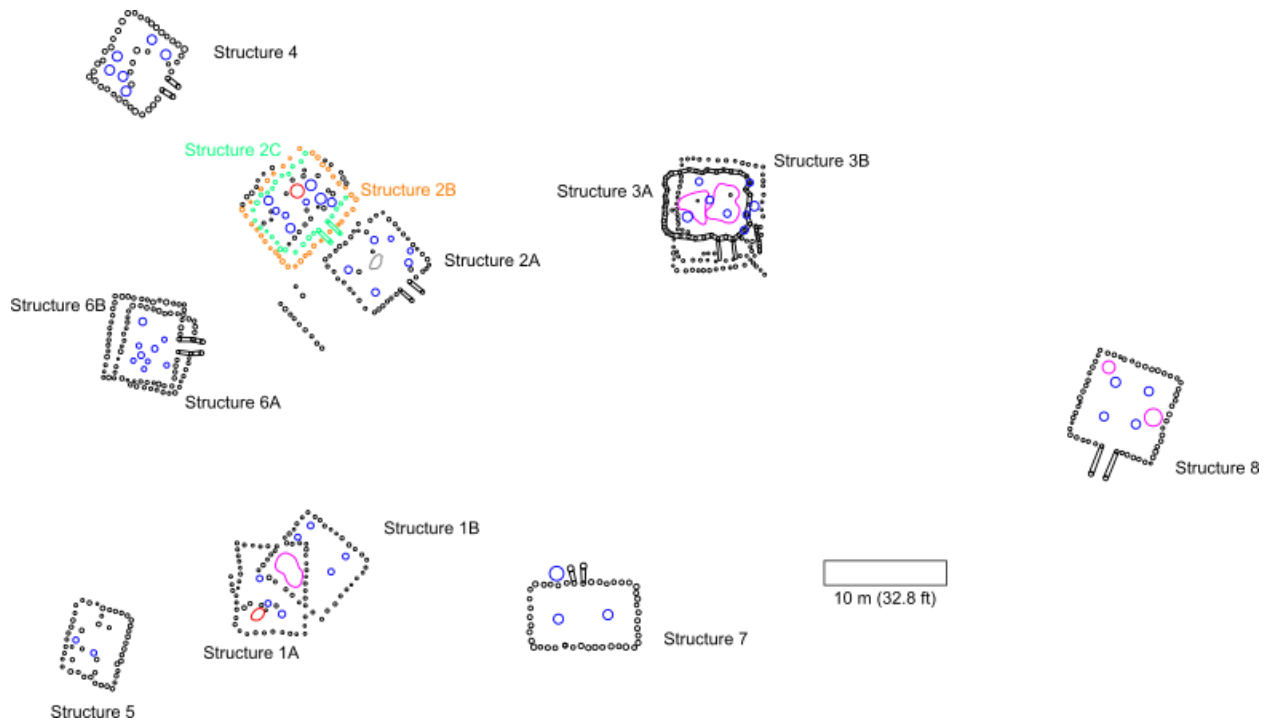 Structure 4
Structure 2C
Structure 3B
Structure 3A
Structure 2B
Structure 2A
Structure 6B
Structure 6A
Structure 8
Structure 1B
10 m (32.8 ft)
Structure 7
Structure 1A
Structure 5